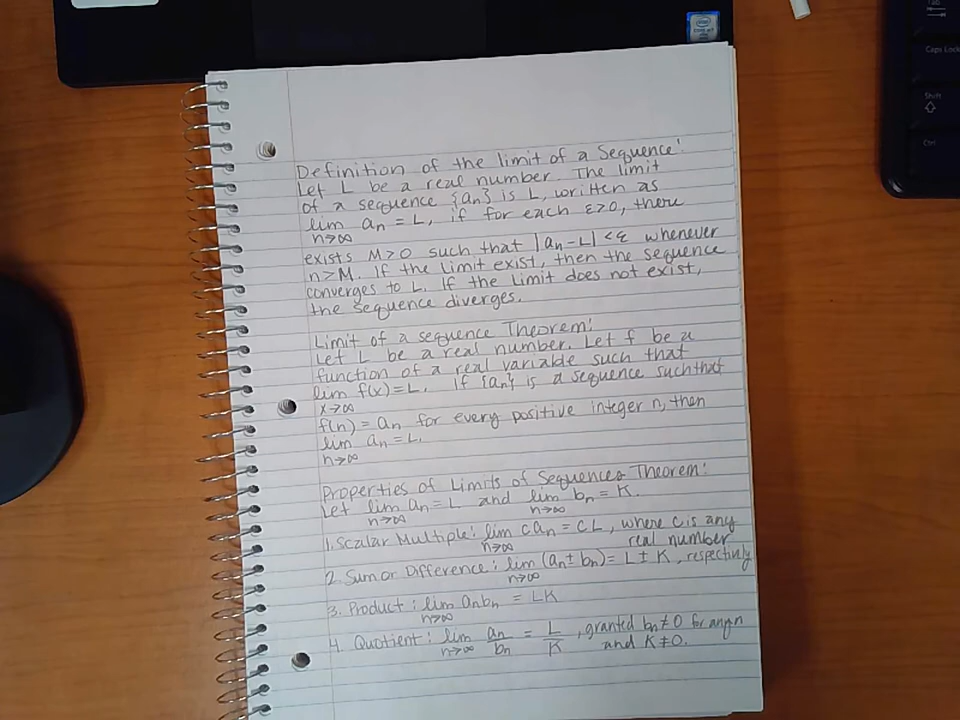 Definition of the limit of a Sequence:
Let L be a real number. The limit
of a sequence {an} is L, written as
lim an = L, if for each ε>0, there
n→∞
exists M>0 such that |an-L| <ε whenever
n>M. If the Limit exist, then the sequence
converges to L. If the Limit does not exist,
the sequence diverges.
Limit of a sequence Theorem:
Let L be a real number. Let f be a
function of a real variable such that
lim f(x) = L. If {an} is a sequence such that
x→∞
f(n) = an for every positive integer n, then
lim an = L.
n→∞
Properties of Limits of Sequences Theorem:
Let lim an = L and lim bn = K.
n→∞ n→∞
1. Scalar Multiple: lim can = cL, where c is any
n→∞ real number
2. Sum or Difference: lim (an ± bn) = L ± K, respectively
n→∞
3. Product: lim anbn = LK
n→∞
4. Quotient: lim an/bn = L/K, granted bn≠0 for any n
n→∞ and K≠0.
intel
Tab
Caps Lock
Shift
Ctrl